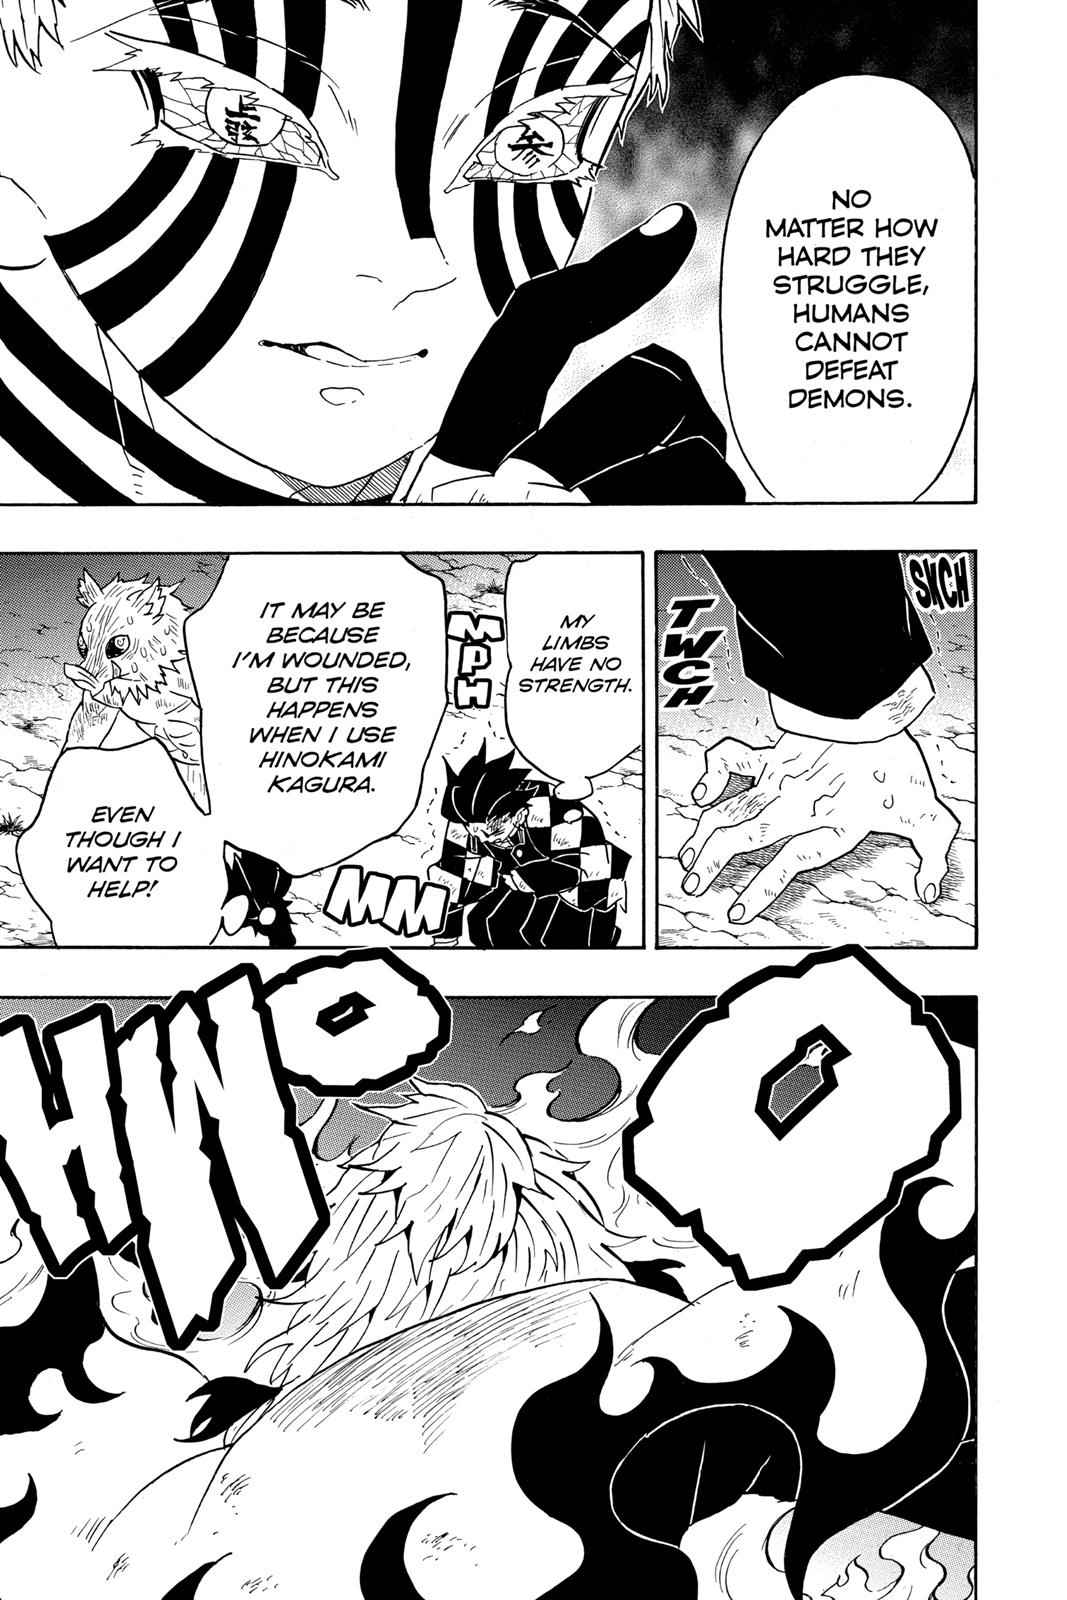 上弦
参
NO
MATTER HOW
HARD THEY
STRUGGLE,
HUMANS
CANNOT
DEFEAT
DEMONS.
SKCH
TWCH
MY
LIMBS
HAVE NO
STRENGTH.
MPH
MM
IT MAY BE
BECAUSE
I'M WOUNDED,
BUT THIS
HAPPENS
WHEN I USE
HINOKAMI
KAGURA.
EVEN
THOUGH I
WANT TO
HELP!
HWOO